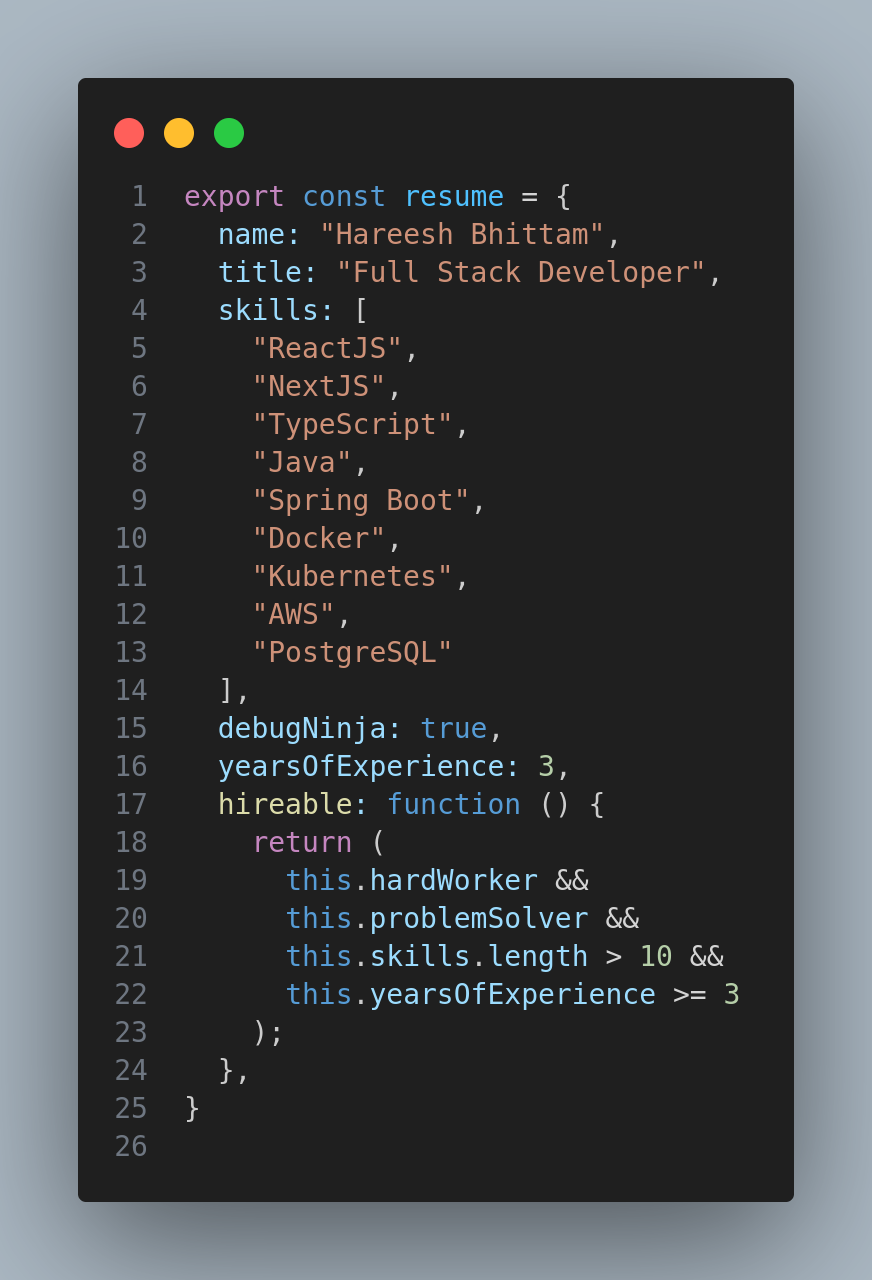 1 export const resume = {
2   name: "Hareesh Bhittam",
3   title: "Full Stack Developer",
4   skills: [
5     "ReactJS",
6     "NextJS",
7     "TypeScript",
8     "Java",
9     "Spring Boot",
10     "Docker",
11     "Kubernetes",
12     "AWS",
13     "PostgreSQL"
14   ],
15   debugNinja: true,
16   yearsOfExperience: 3,
17   hireable: function () {
18     return (
19       this.hardWorker &&
20       this.problemSolver &&
21       this.skills.length > 10 &&
22       this.yearsOfExperience >= 3
23     );
24   },
25 }
26